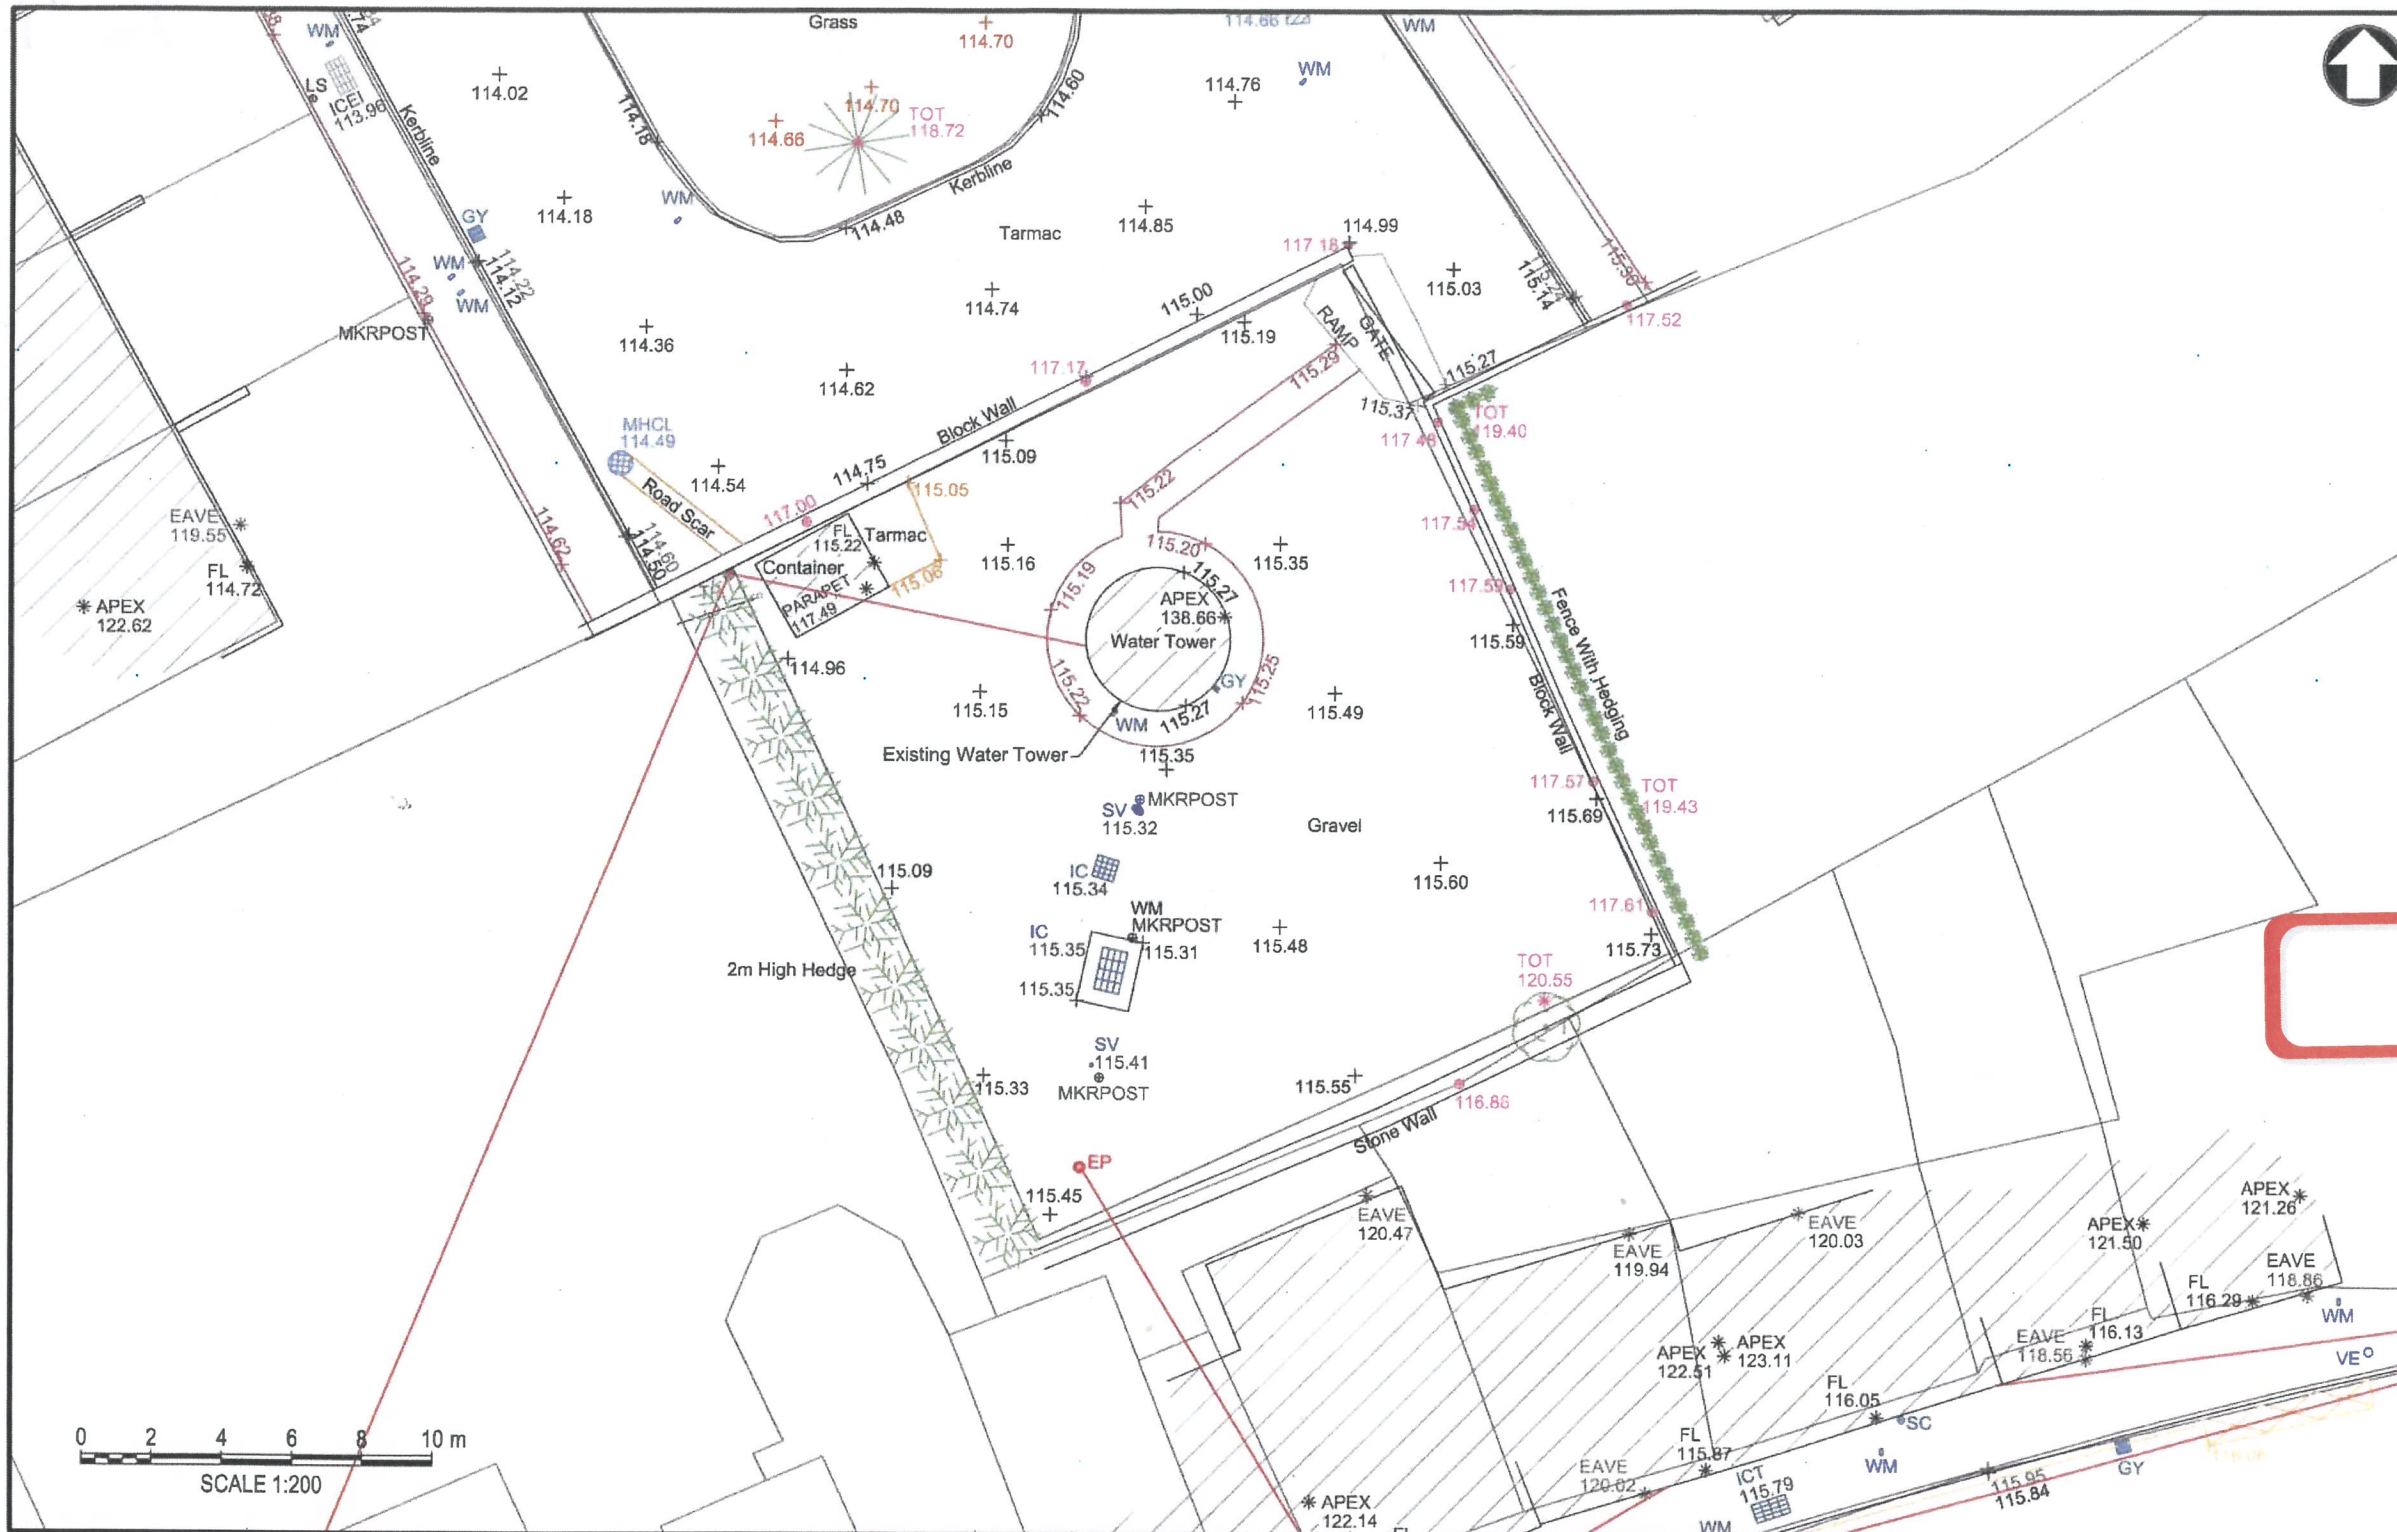 Grass
114.70
WM
WM
114.76
WM
LS
ICEI
113.96
Kerbline
114.02
114.18
114.70
114.66
TOT
118.72
114.60
Kerbline
114.18
WM
GY
114.48
Tarmac
114.85
117.18
114.99
WM
WM
114.22
114.12
114.29
MKRPOST
114.36
114.74
115.00
115.19
115.03
RAMP
GATE
115.24
115.14
117.52
114.62
117.17
115.29
115.27
115.37
Block Wall
MHCL
114.49
114.54
Road Scar
114.75
117.00
115.09
115.05
115.22
117.48
TOT
119.40
EAVE
119.55
FL
114.72
APEX
122.62
114.62
114.60
114.50
FL
115.22
Tarmac
Container
PARAPET
117.49
115.06
115.16
115.20
115.35
117.54
115.19
115.27
APEX
138.66
Water Tower
117.59
115.59
Fence With Hedging
Block Wall
114.96
115.15
115.22
WM
115.27
GY
115.25
115.49
Existing Water Tower
115.35
MKRPOST
SV
115.32
Gravel
117.57
115.69
TOT
119.43
IC
115.34
115.09
115.60
WM
MKRPOST
IC
115.35
115.31
115.48
117.61
115.73
2m High Hedge
115.35
TOT
120.55
SV
115.41
MKRPOST
115.33
115.55
116.86
Stone Wall
EP
115.45
EAVE
120.47
EAVE
119.94
EAVE
120.03
APEX
121.50
APEX
121.26
EAVE
118.86
FL
116.29
WM
FL
116.13
EAVE
118.56
VE
APEX
122.51
APEX
123.11
FL
116.05
SC
FL
115.87
EAVE
120.02
ICT
115.79
WM
GY
115.95
115.84
APEX
122.14
WM
0 2 4 6 8 10 m
SCALE 1:200